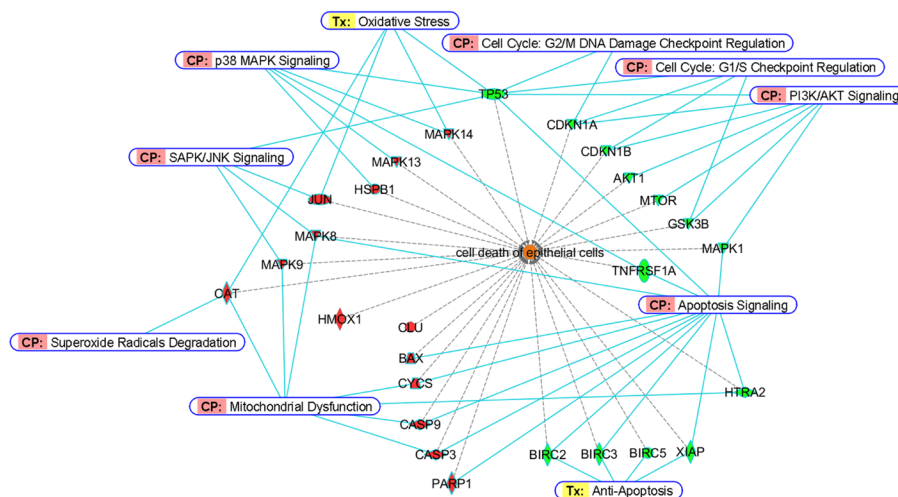 Tx: Oxidative Stress
CP: Cell Cycle: G2/M DNA Damage Checkpoint Regulation
CP: p38 MAPK Signaling
CP: Cell Cycle: G1/S Checkpoint Regulation
TP53
CP: PI3K/AKT Signaling
MAPK14
CDKN1A
CDKN1B
CP: SAPK/JNK Signaling
MAPK13
AKT1
HSPB1
JUN
MTOR
GSK3B
MAPK8
MAPK1
cell death of epithelial cells
MAPK9
TNFRSF1A
CAT
CP: Apoptosis Signaling
HMOX1
CLU
CP: Superoxide Radicals Degradation
BAX
CYCS
HTRA2
CP: Mitochondrial Dysfunction
CASP9
CASP3
BIRC2
BIRC3
BIRC5
XIAP
PARP1
Tx: Anti-Apoptosis